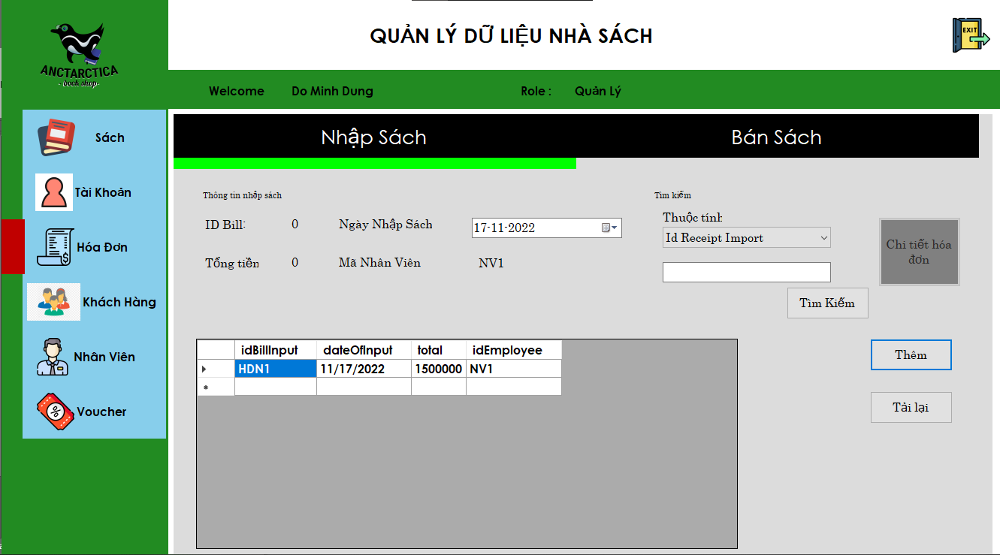 QUẢN LÝ DỮ LIỆU NHÀ SÁCH
EXIT
ANCTARCTICA
- book shop-
Welcome Do Minh Dung Role : Quản Lý
Sách
Tài Khoản
Hóa Đơn
Khách Hàng
Nhân Viên
Voucher
Nhập Sách Bán Sách
Thông tin nhập sách
ID Bill: 0 Ngày Nhập Sách 17-11-2022
Tổng tiền 0 Mã Nhân Viên NV1
Tìm kiếm
Thuộc tính
Id Receipt Import
Tìm Kiếm
Chi tiết hóa
đơn
idBillInput dateOfInput total idEmployee
HDN1 11/17/2022 1500000 NV1
Thêm
Tải lại